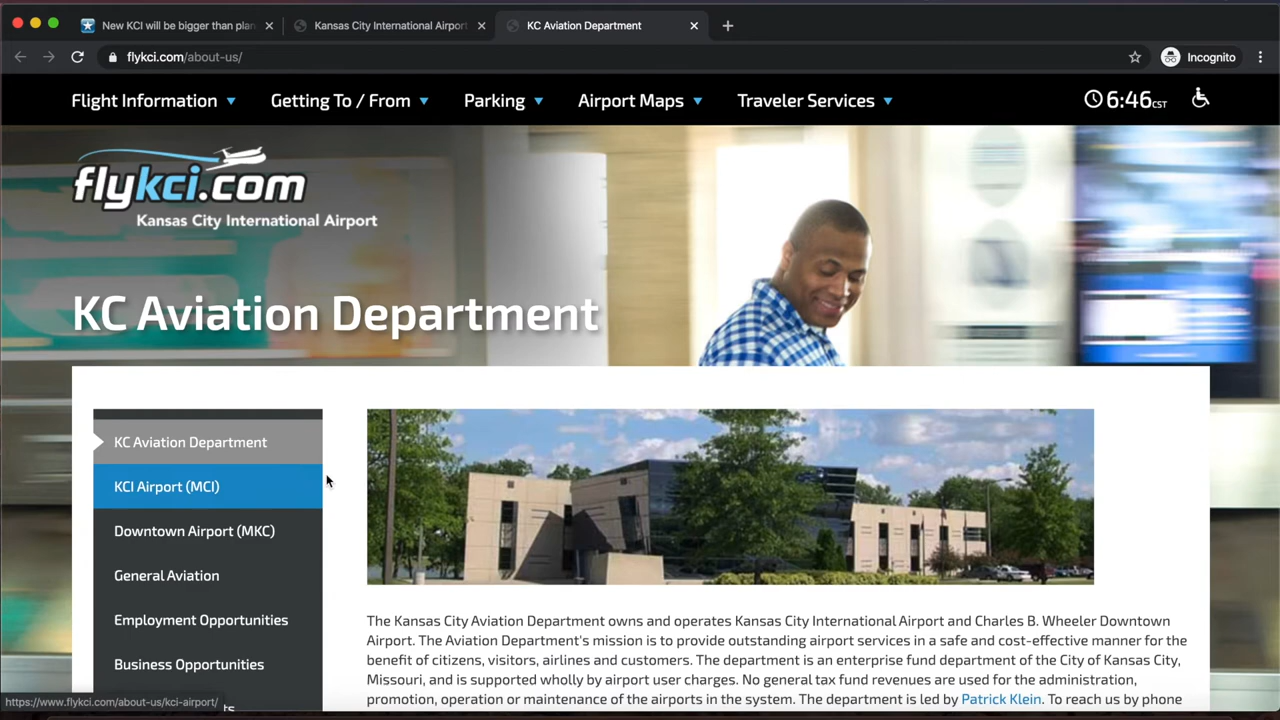 New KCI will be bigger than plan
Kansas City International Airport
KC Aviation Department
flykci.com/about-us/
Incognito
Flight Information
Getting To / From
Parking
Airport Maps
Traveler Services
6:46 CST
flykci.com
Kansas City International Airport
KC Aviation Department
KC Aviation Department
KCI Airport (MCI)
Downtown Airport (MKC)
General Aviation
Employment Opportunities
Business Opportunities
The Kansas City Aviation Department owns and operates Kansas City International Airport and Charles B. Wheeler Downtown
Airport. The Aviation Department's mission is to provide outstanding airport services in a safe and cost-effective manner for the
benefit of citizens, visitors, airlines and customers. The department is an enterprise fund department of the City of Kansas City,
Missouri, and is supported wholly by airport user charges. No general tax fund revenues are used for the administration,
promotion, operation or maintenance of the airports in the system. The department is led by Patrick Klein. To reach us by phone
https://www.flykci.com/about-us/kci-airport/